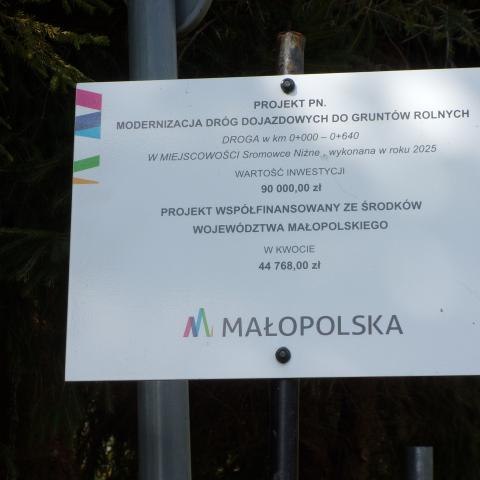 PROJEKT PN.
MODERNIZACJA DRÓG DOJAZDOWYCH DO GRUNTÓW ROLNYCH
DROGA w km 0+000 – 0+640
W MIEJSCOWOŚCI Sromowce Niżne , wykonana w roku 2025
WARTOŚĆ INWESTYCJI
90 000,00 zł
PROJEKT WSPÓŁFINANSOWANY ZE ŚRODKÓW
WOJEWÓDZTWA MAŁOPOLSKIEGO
W KWOCIE
44 768,00 zł
MAŁOPOLSKA